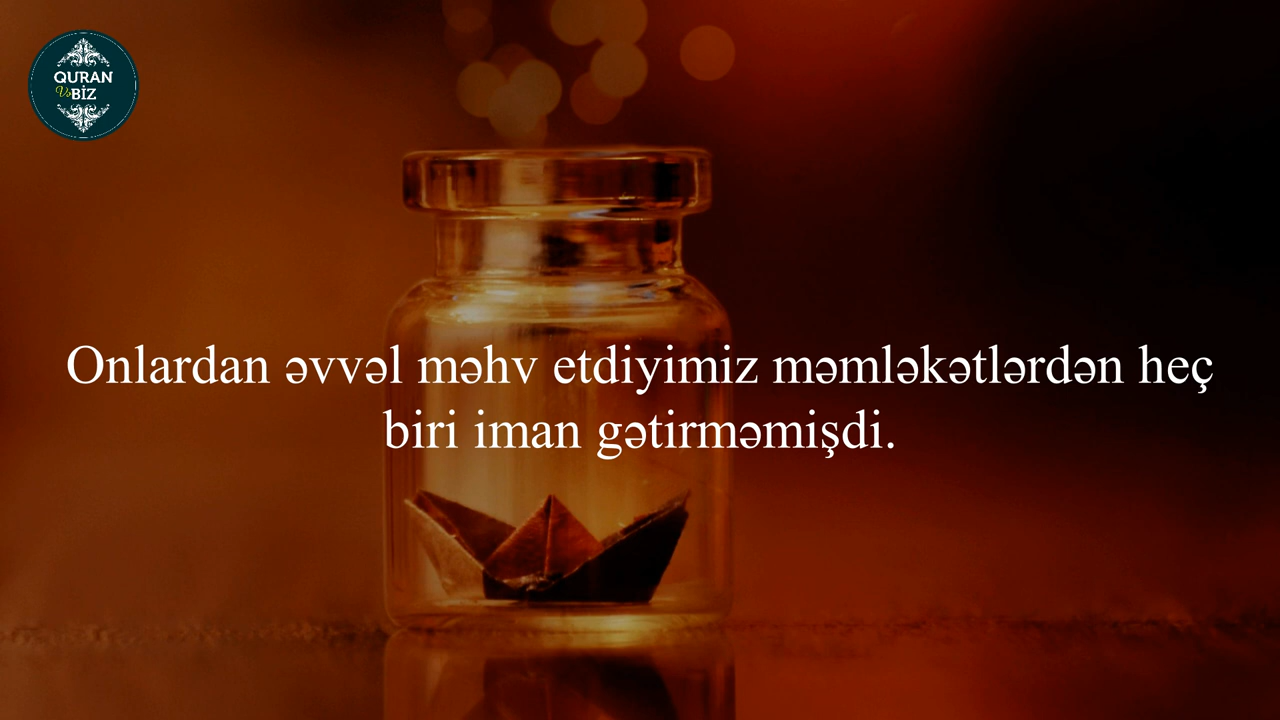 QURAN
Və BİZ
Onlardan əvvəl məhv etdiyimiz məmləkətlərdən heç
biri iman gətirməmişdi.